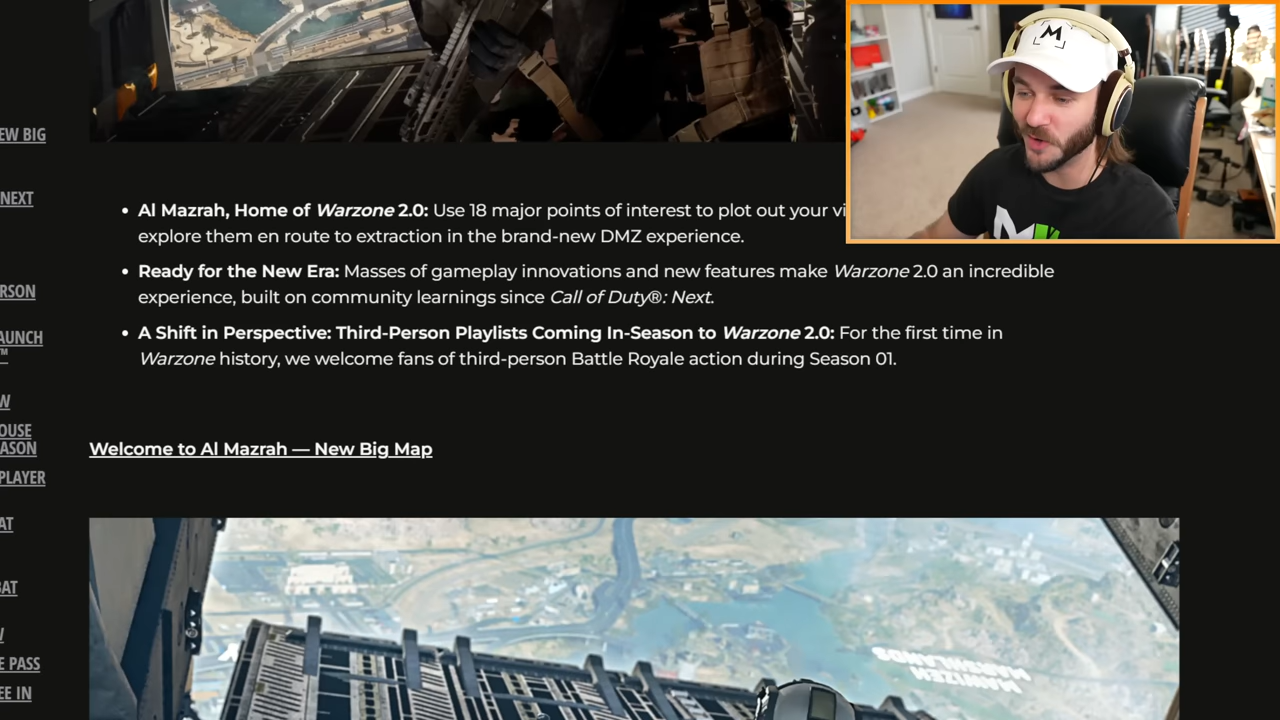 EW BIG
NEXT
RSON
AUNCH
™
W
OUSE
ASON
PLAYER
AT
BAT
W
E PASS
EE IN
M
• Al Mazrah, Home of Warzone 2.0: Use 18 major points of interest to plot out your vi
explore them en route to extraction in the brand-new DMZ experience.
• Ready for the New Era: Masses of gameplay innovations and new features make Warzone 2.0 an incredible
experience, built on community learnings since Call of Duty®: Next.
• A Shift in Perspective: Third-Person Playlists Coming In-Season to Warzone 2.0: For the first time in
Warzone history, we welcome fans of third-person Battle Royale action during Season 01.
Welcome to Al Mazrah — New Big Map
MAWIZEH
MARSHLANDS